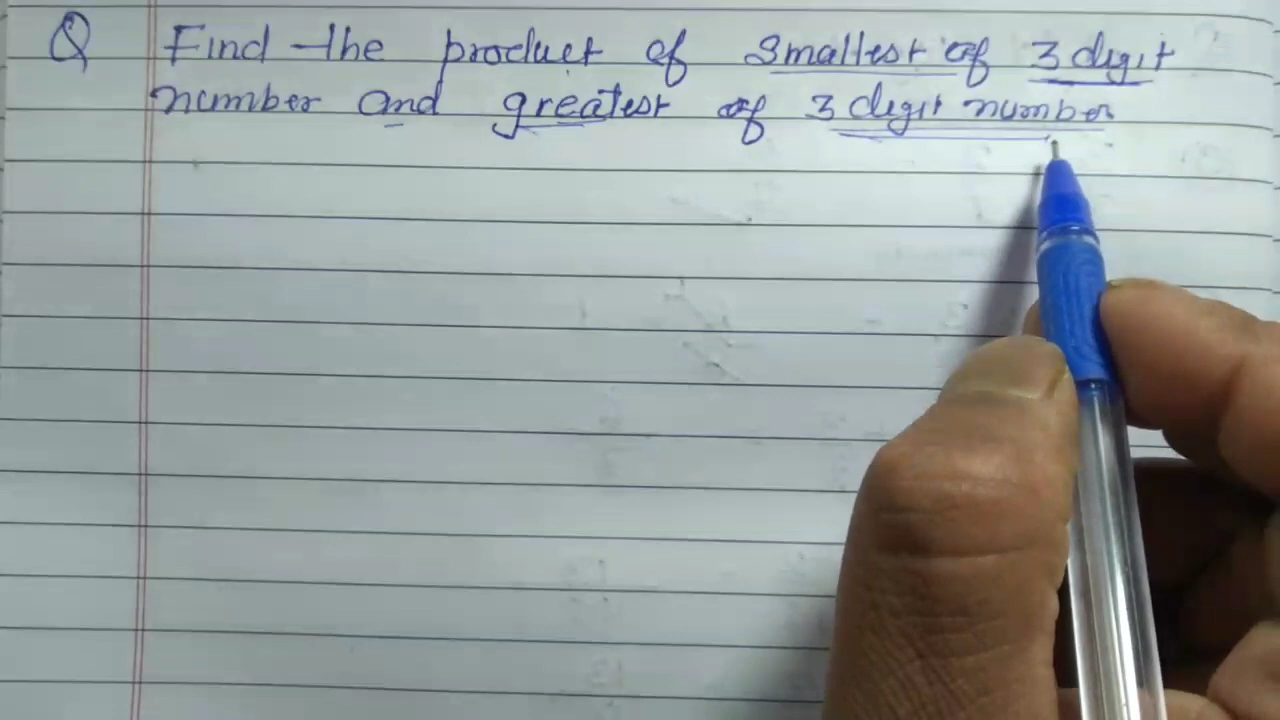 Q Find the product of smallest of 3 digit
number and greatest of 3 digit number